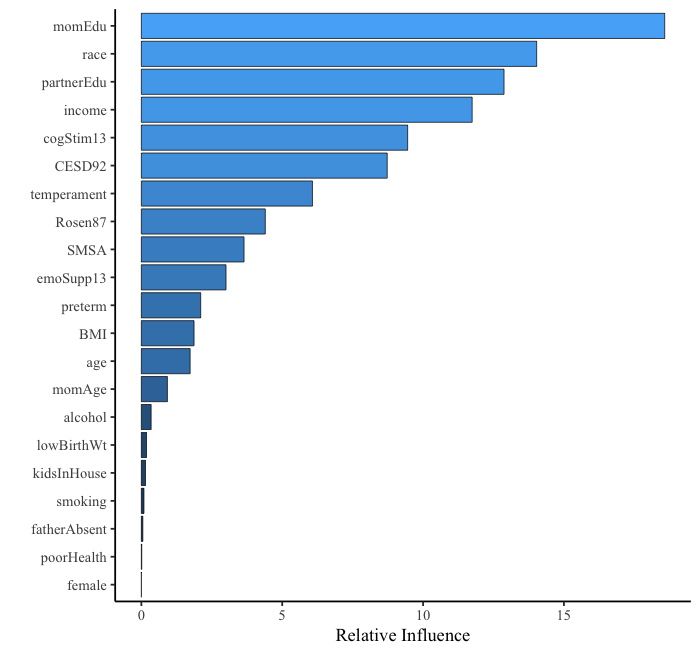 momEdu
race
partnerEdu
income
cogStim13
CESD92
temperament
Rosen87
SMSA
emoSupp13
preterm
BMI
age
momAge
alcohol
lowBirthWt
kidsInHouse
smoking
fatherAbsent
poorHealth
female
0 5 10 15
Relative Influence